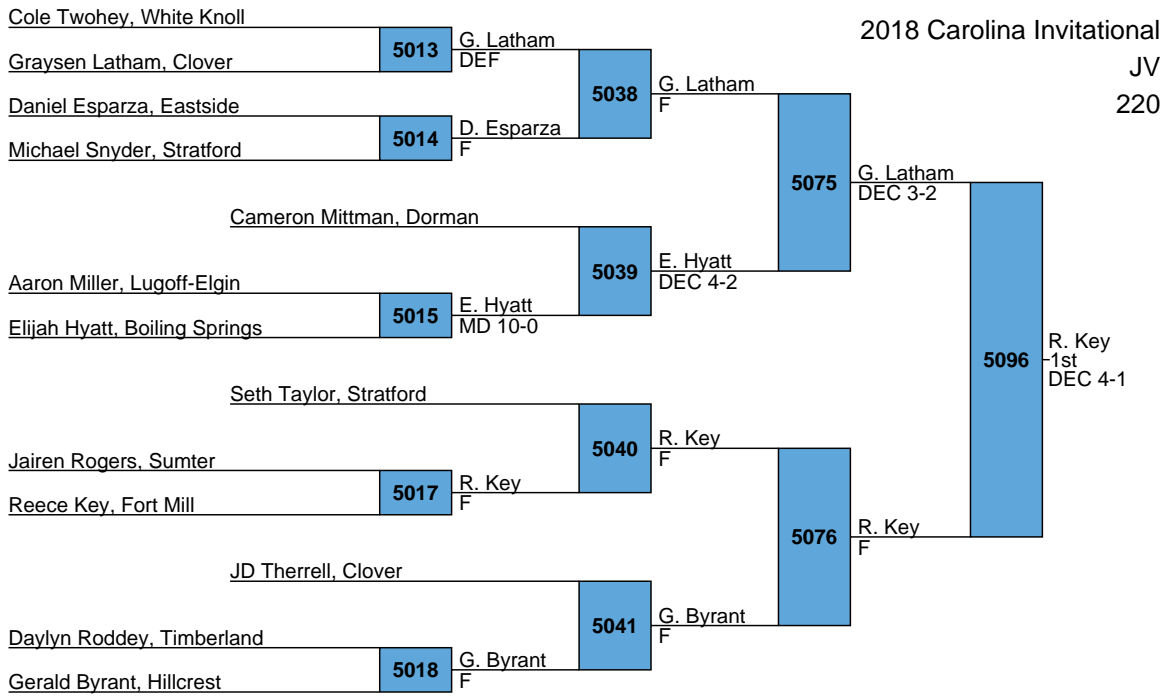 2018 Carolina Invitational
JV
220
Cole Twohey, White Knoll
Graysen Latham, Clover
Daniel Esparza, Eastside
Michael Snyder, Stratford
Cameron Mittman, Dorman
Aaron Miller, Lugoff-Elgin
Elijah Hyatt, Boiling Springs
Seth Taylor, Stratford
Jairen Rogers, Sumter
Reece Key, Fort Mill
JD Therrell, Clover
Daylyn Roddey, Timberland
Gerald Byrant, Hillcrest
5013
G. Latham
DEF
5014
D. Esparza
F
5015
E. Hyatt
MD 10-0
5017
R. Key
F
5018
G. Byrant
F
5038
G. Latham
F
5039
E. Hyatt
DEC 4-2
5040
R. Key
F
5041
G. Byrant
F
5075
G. Latham
DEC 3-2
5076
R. Key
F
5096
R. Key
1st
DEC 4-1